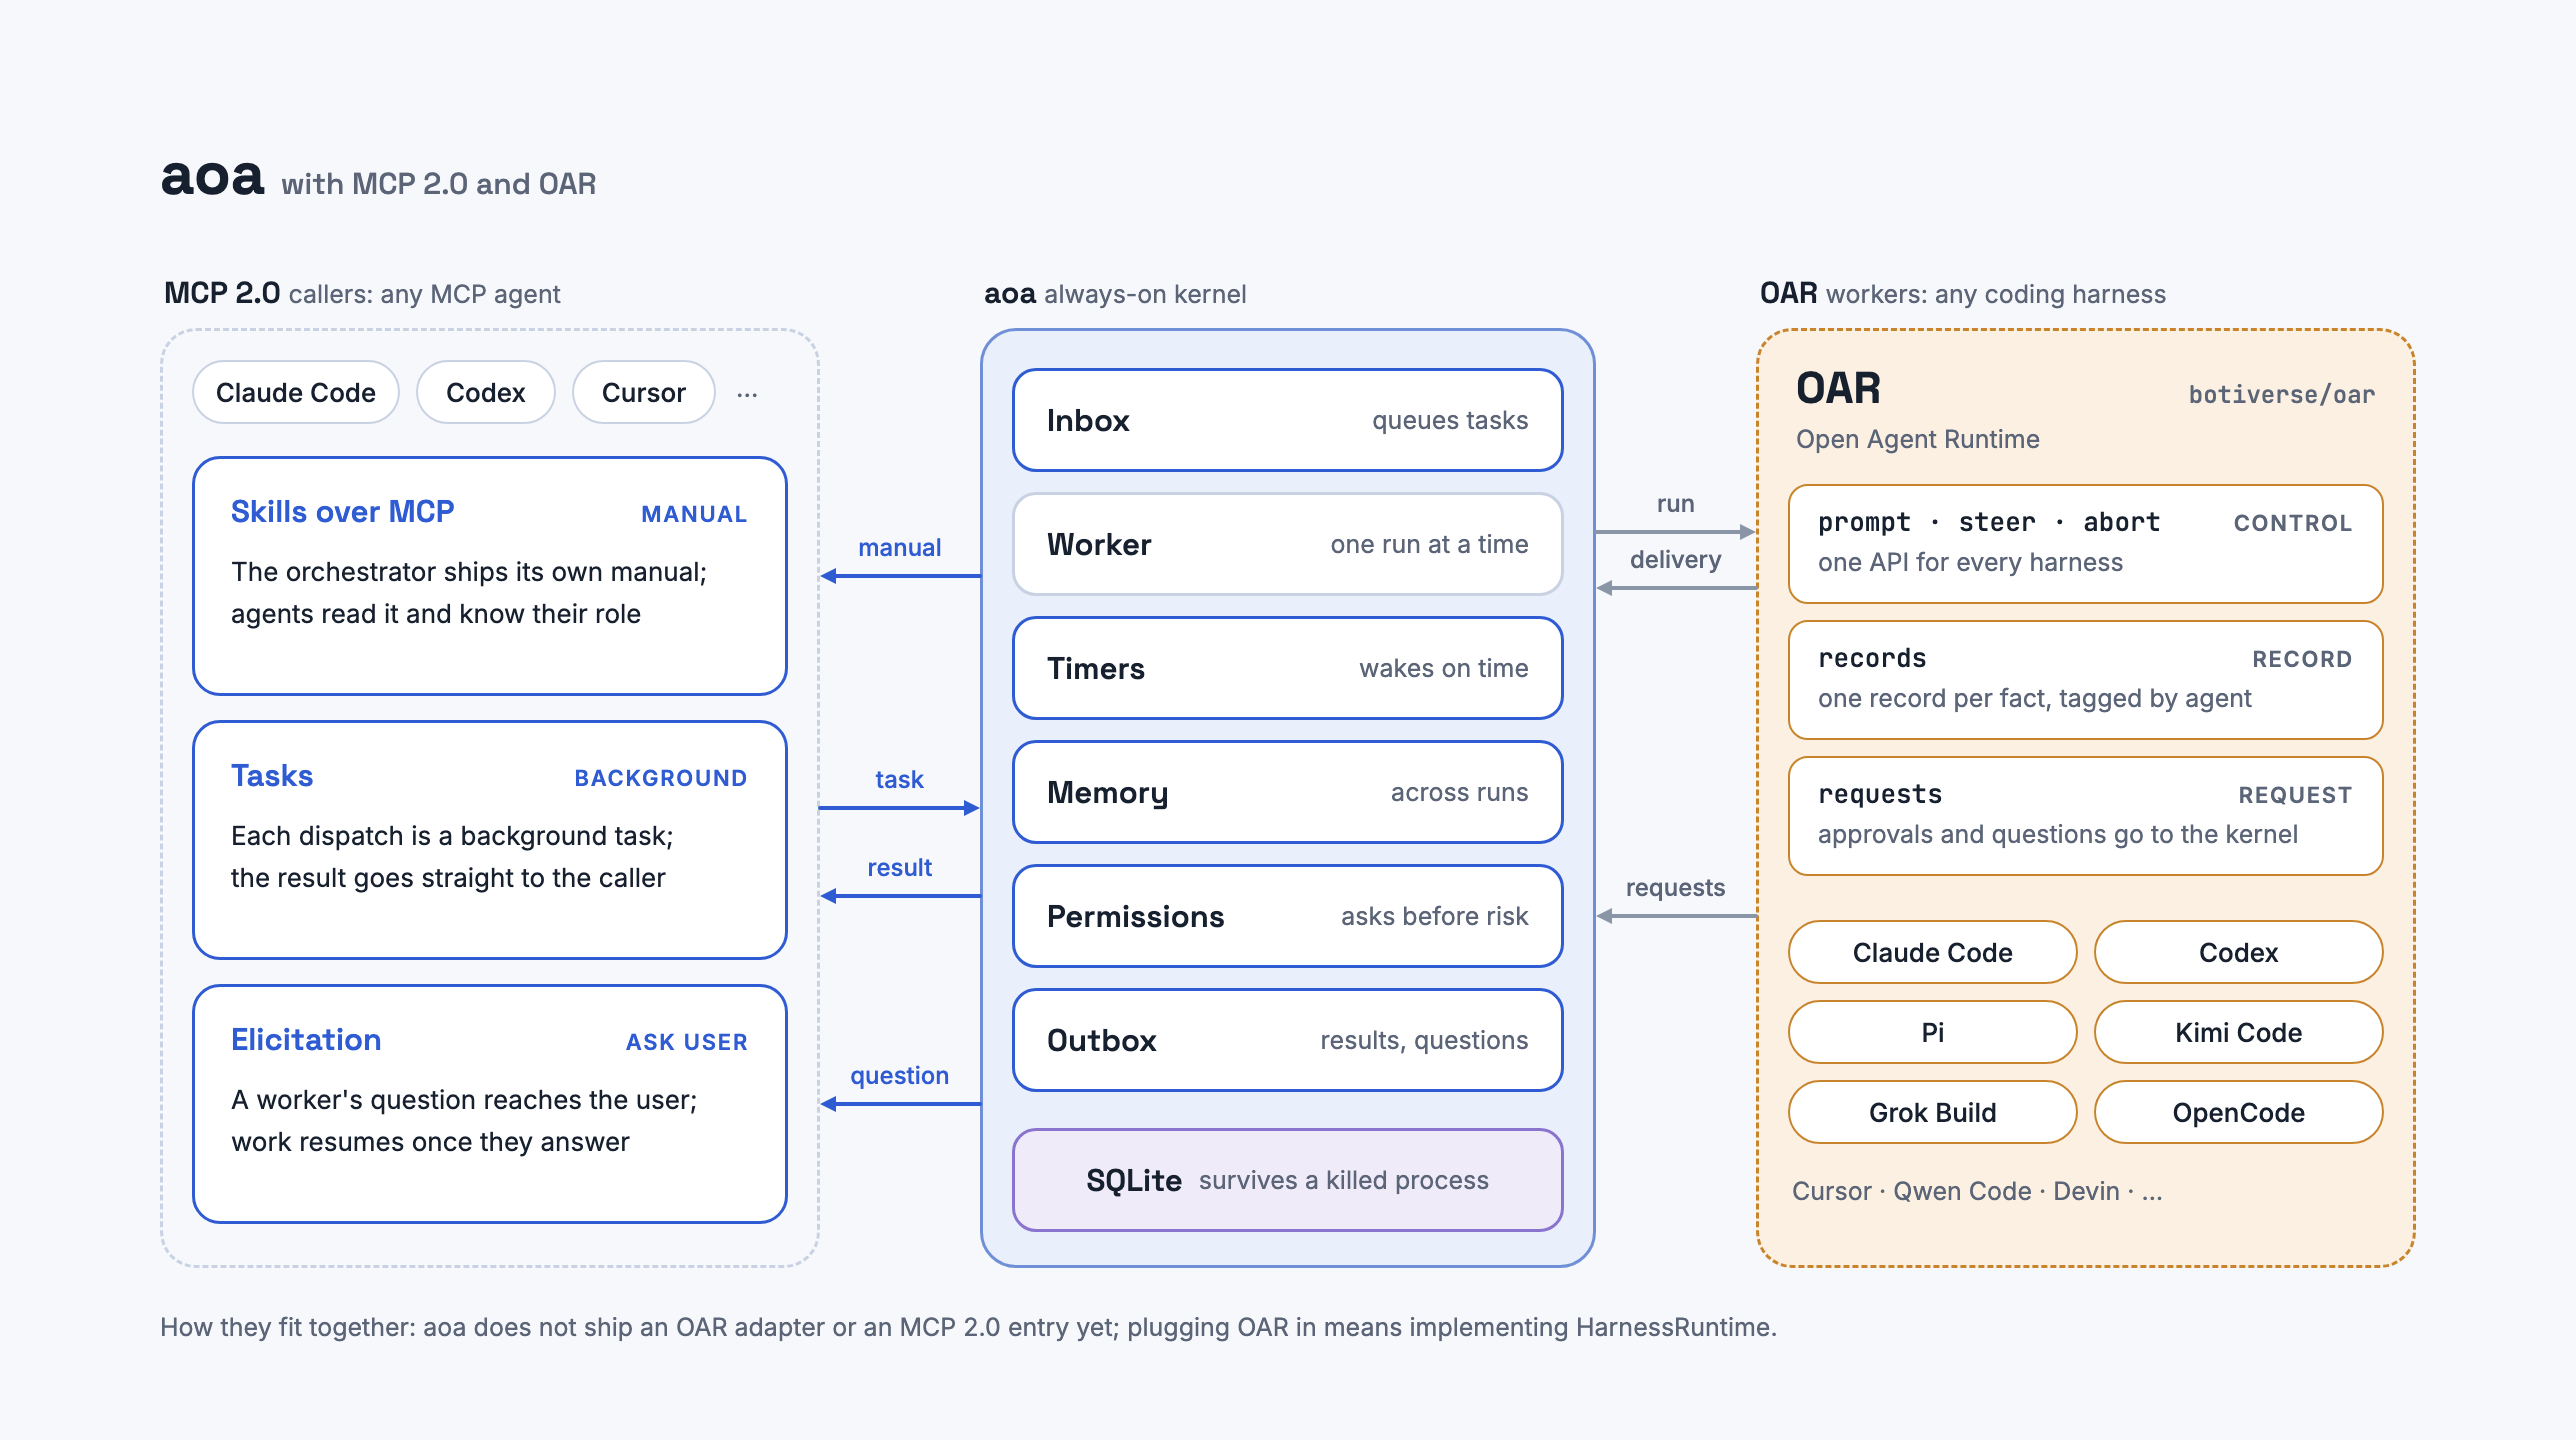 aoa with MCP 2.0 and OAR
MCP 2.0 callers: any MCP agent
Claude Code
Codex
Cursor
...
Skills over MCP
MANUAL
The orchestrator ships its own manual;
agents read it and know their role
Tasks
BACKGROUND
Each dispatch is a background task;
the result goes straight to the caller
Elicitation
ASK USER
A worker's question reaches the user;
work resumes once they answer
manual
task
result
question
aoa always-on kernel
Inbox
queues tasks
Worker
one run at a time
Timers
wakes on time
Memory
across runs
Permissions
asks before risk
Outbox
results, questions
SQLite survives a killed process
run
delivery
requests
OAR workers: any coding harness
OAR
botiverse/oar
Open Agent Runtime
prompt · steer · abort
CONTROL
one API for every harness
records
RECORD
one record per fact, tagged by agent
requests
REQUEST
approvals and questions go to the kernel
Claude Code
Codex
Pi
Kimi Code
Grok Build
OpenCode
Cursor · Qwen Code · Devin · ...
How they fit together: aoa does not ship an OAR adapter or an MCP 2.0 entry yet; plugging OAR in means implementing HarnessRuntime.